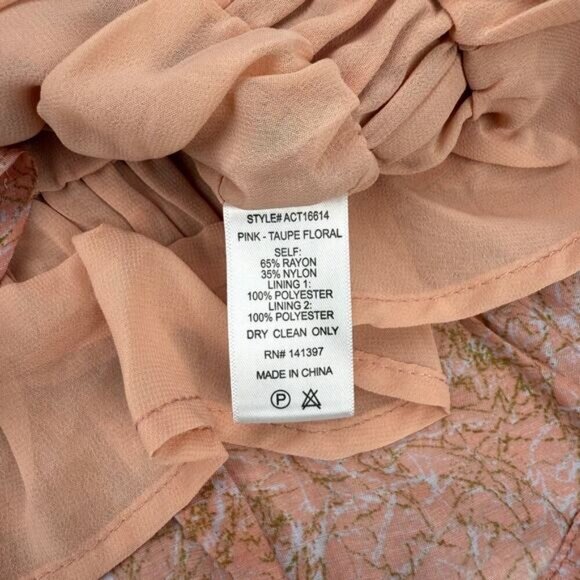 STYLE# ACT16614
PINK - TAUPE FLORAL
SELF:
65% RAYON
35% NYLON
LINING 1:
100% POLYESTER
LINING 2:
100% POLYESTER
DRY CLEAN ONLY
RN# 141397
MADE IN CHINA
P